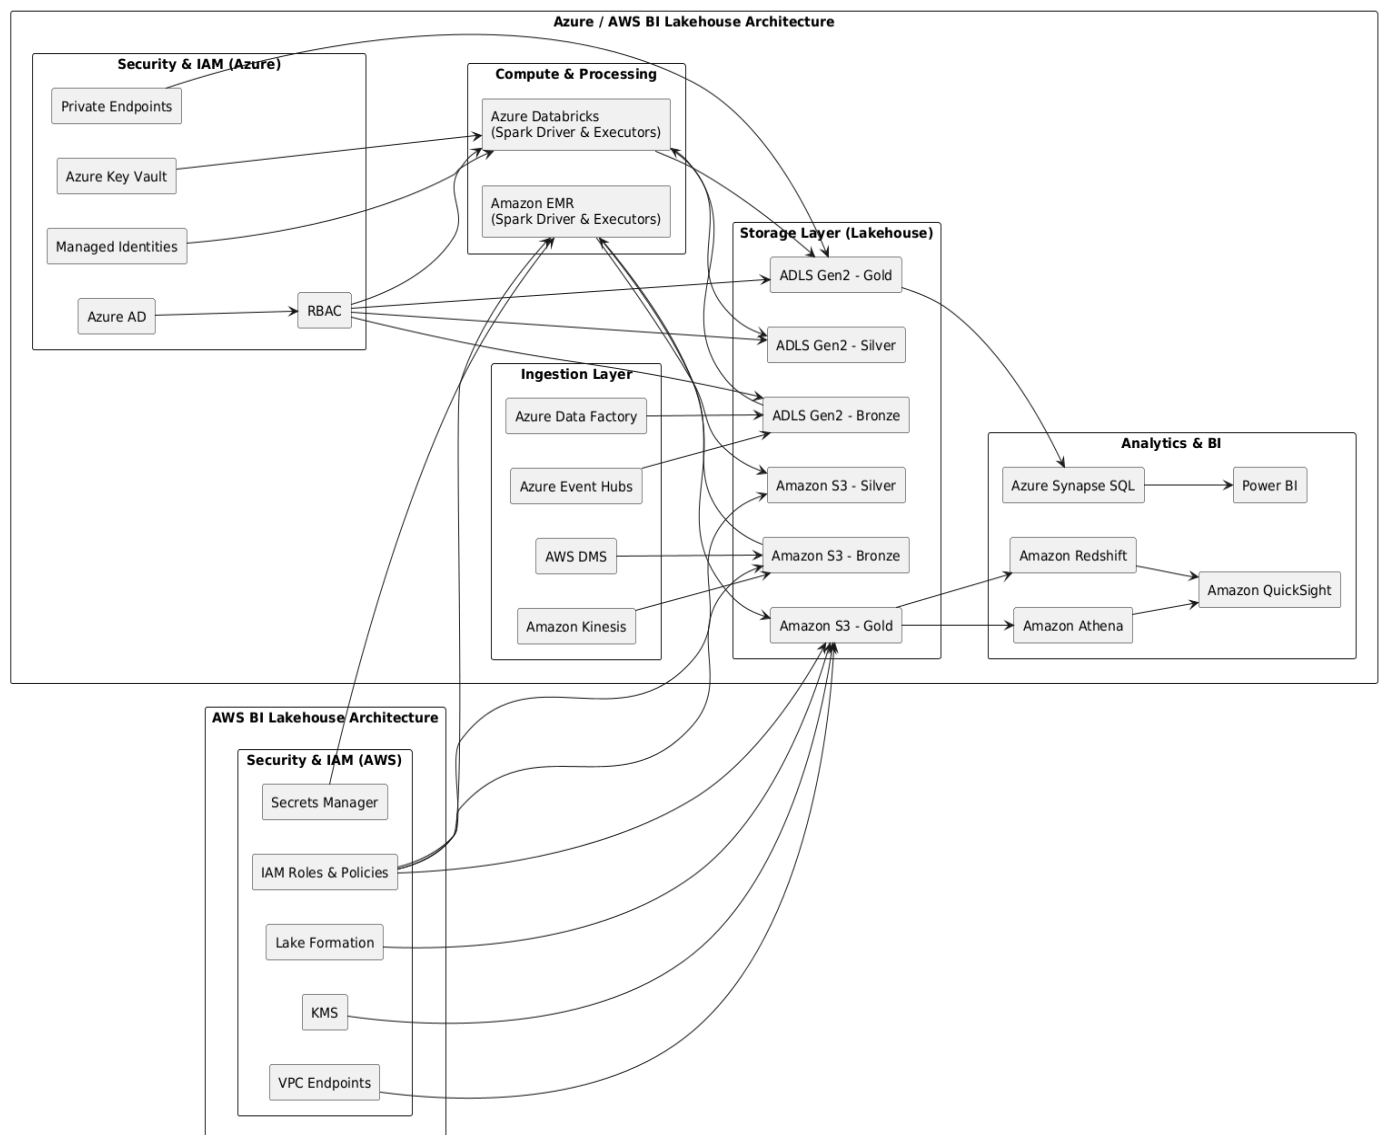 Azure / AWS BI Lakehouse Architecture
Security & IAM (Azure)
Private Endpoints
Azure Key Vault
Managed Identities
Azure AD
RBAC
Compute & Processing
Azure Databricks
(Spark Driver & Executors)
Amazon EMR
(Spark Driver & Executors)
Ingestion Layer
Azure Data Factory
Azure Event Hubs
AWS DMS
Amazon Kinesis
Storage Layer (Lakehouse)
ADLS Gen2 - Gold
ADLS Gen2 - Silver
ADLS Gen2 - Bronze
Amazon S3 - Silver
Amazon S3 - Bronze
Amazon S3 - Gold
Analytics & BI
Azure Synapse SQL
Power BI
Amazon Redshift
Amazon QuickSight
Amazon Athena
AWS BI Lakehouse Architecture
Security & IAM (AWS)
Secrets Manager
IAM Roles & Policies
Lake Formation
KMS
VPC Endpoints